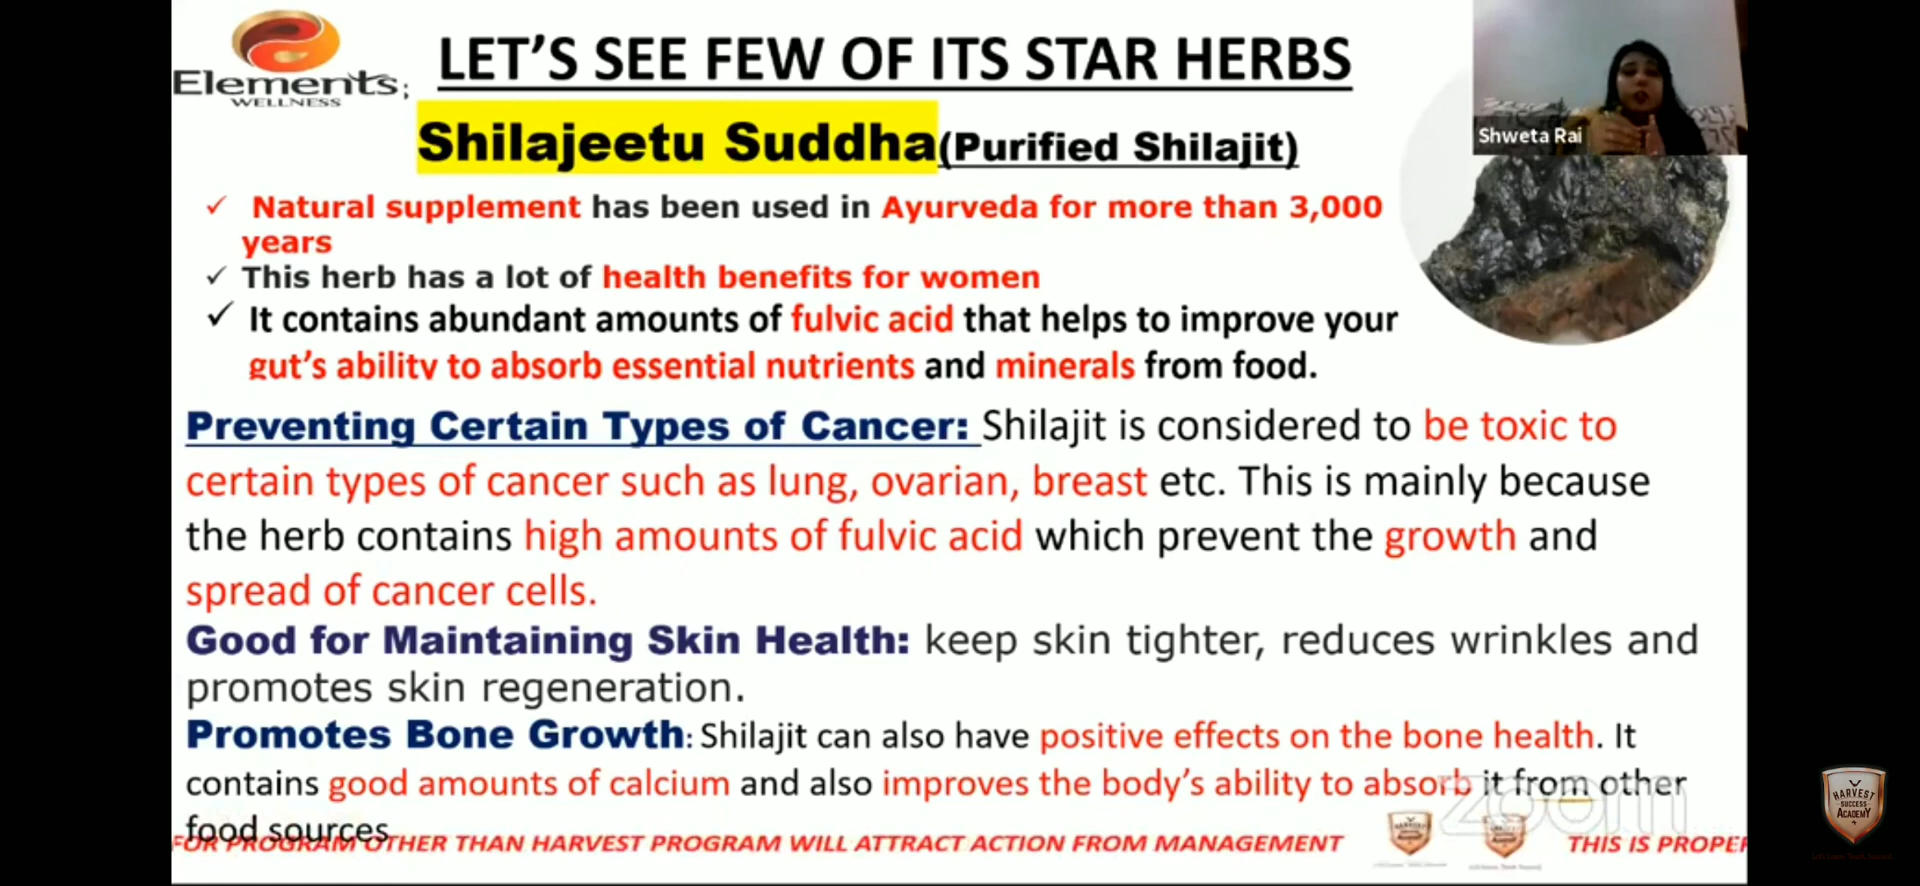 Elements
WELLNESS
LET'S SEE FEW OF ITS STAR HERBS
Shilajeetu Suddha(Purified Shilajit)
Shweta Rai
✓ Natural supplement has been used in Ayurveda for more than 3,000
years
✓ This herb has a lot of health benefits for women
✓ It contains abundant amounts of fulvic acid that helps to improve your
gut's ability to absorb essential nutrients and minerals from food.
Preventing Certain Types of Cancer: Shilajit is considered to be toxic to
certain types of cancer such as lung, ovarian, breast etc. This is mainly because
the herb contains high amounts of fulvic acid which prevent the growth and
spread of cancer cells.
Good for Maintaining Skin Health: keep skin tighter, reduces wrinkles and
promotes skin regeneration.
Promotes Bone Growth: Shilajit can also have positive effects on the bone health. It
contains good amounts of calcium and also improves the body's ability to absorb it from other
food sources
zoom
FOR PROGRAM OTHER THAN HARVEST PROGRAM WILL ATTRACT ACTION FROM MANAGEMENT
THIS IS PROPER
HARVEST
SUCCESS
ACADEMY